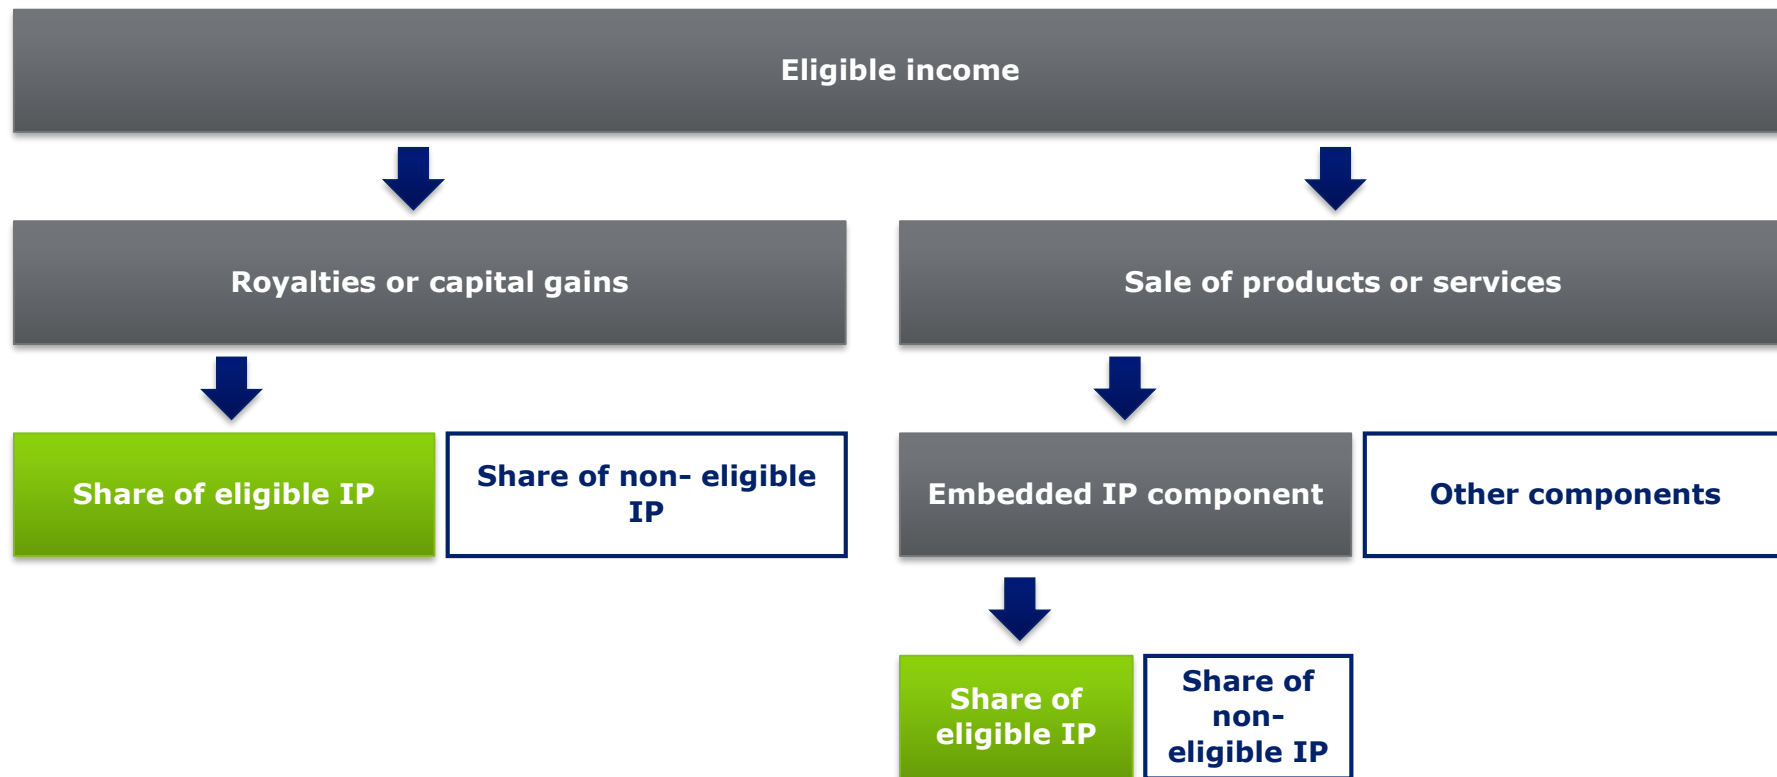 Eligible income
Royalties or capital gains
Sale of products or services
Share of eligible IP
Share of non- eligible
IP
Embedded IP component
Other components
Share of
eligible IP
Share of
non-
eligible IP